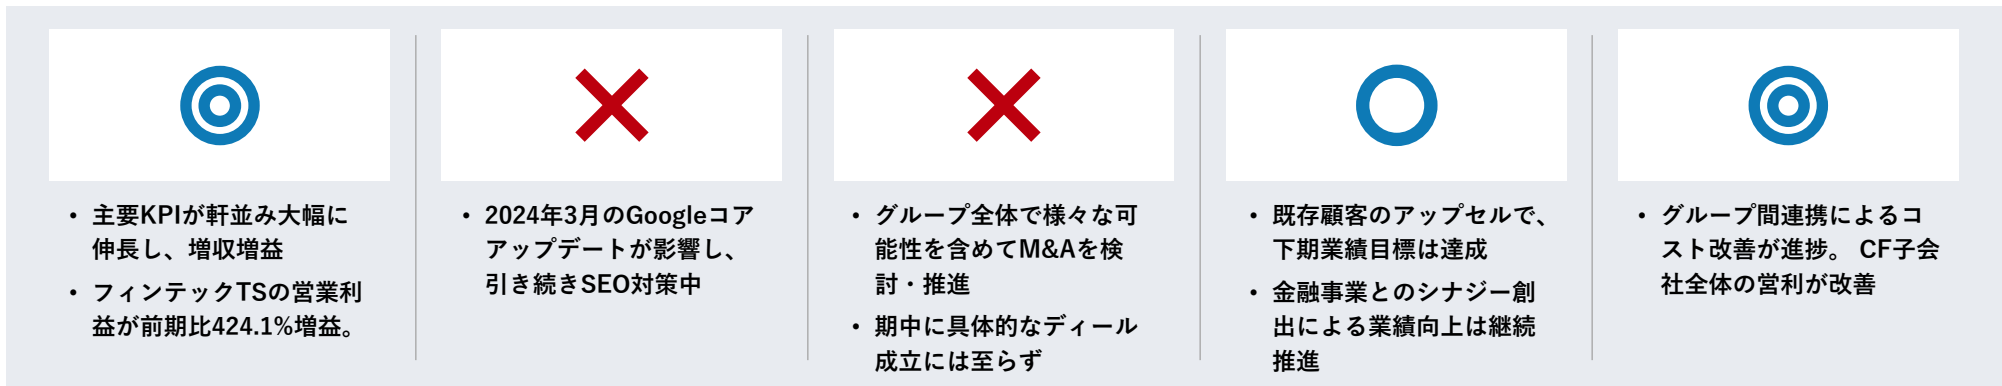 • 主要KPIが軒並み大幅に
伸長し、増収増益
• フィンテックTSの営業利
益が前期比424.1%増益。
• 2024年3月のGoogleコア
アップデートが影響し、
引き続きSEO対策中
• グループ全体で様々な可
能性を含めてM&Aを検
討・推進
• 期中に具体的なディール
成立には至らず
• 既存顧客のアップセルで、
下期業績目標は達成
• 金融事業とのシナジー創
出による業績向上は継続
推進
• グループ間連携によるコ
スト改善が進捗。 CF子会
社全体の営利が改善